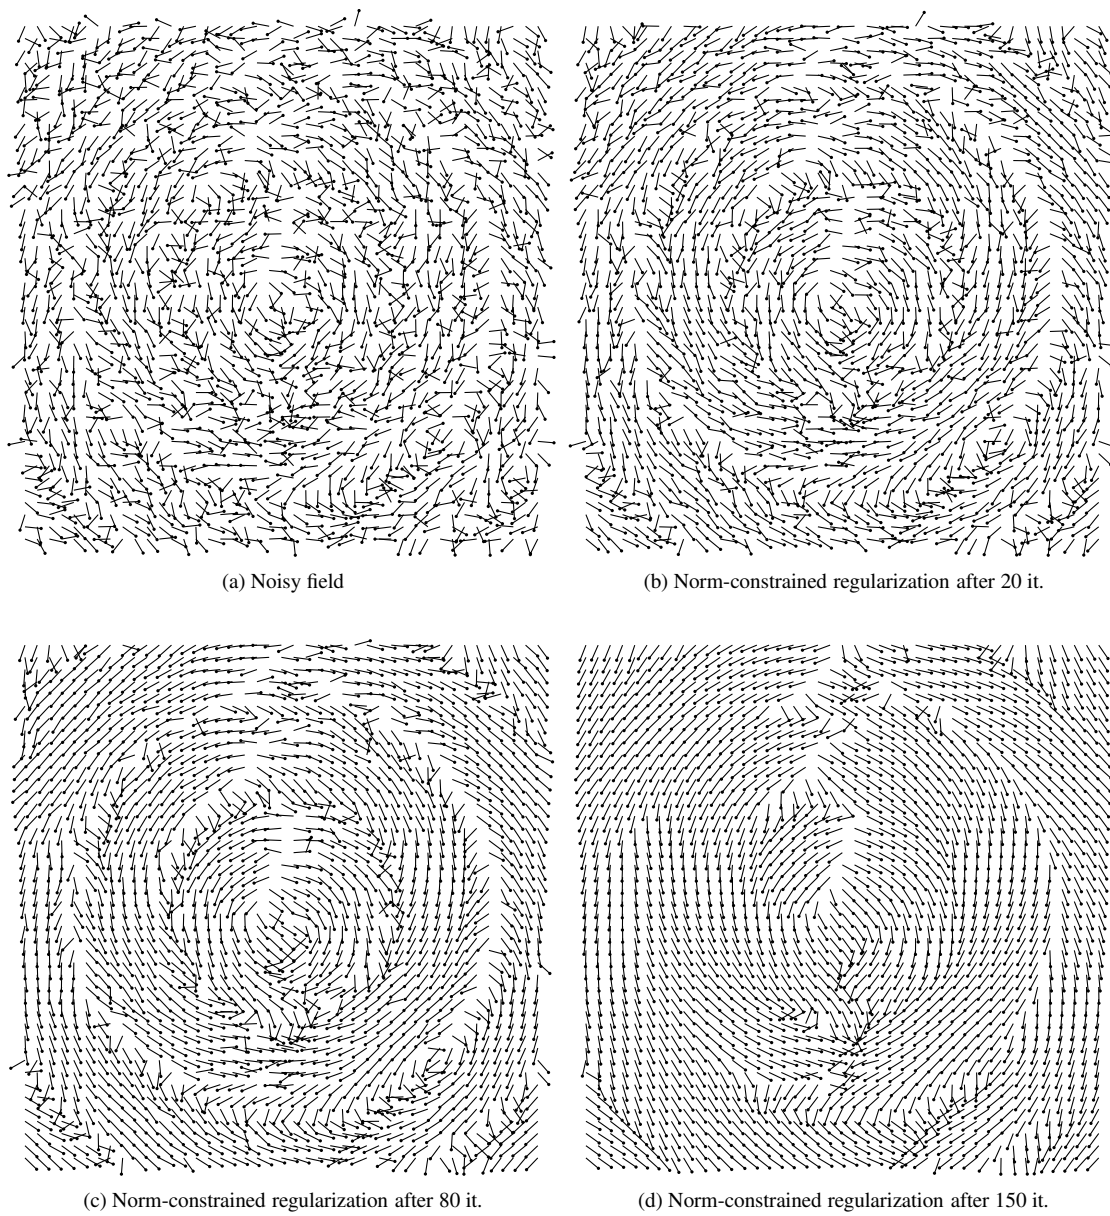 (a) Noisy field
(b) Norm-constrained regularization after 20 it.
(c) Norm-constrained regularization after 80 it.
(d) Norm-constrained regularization after 150 it.